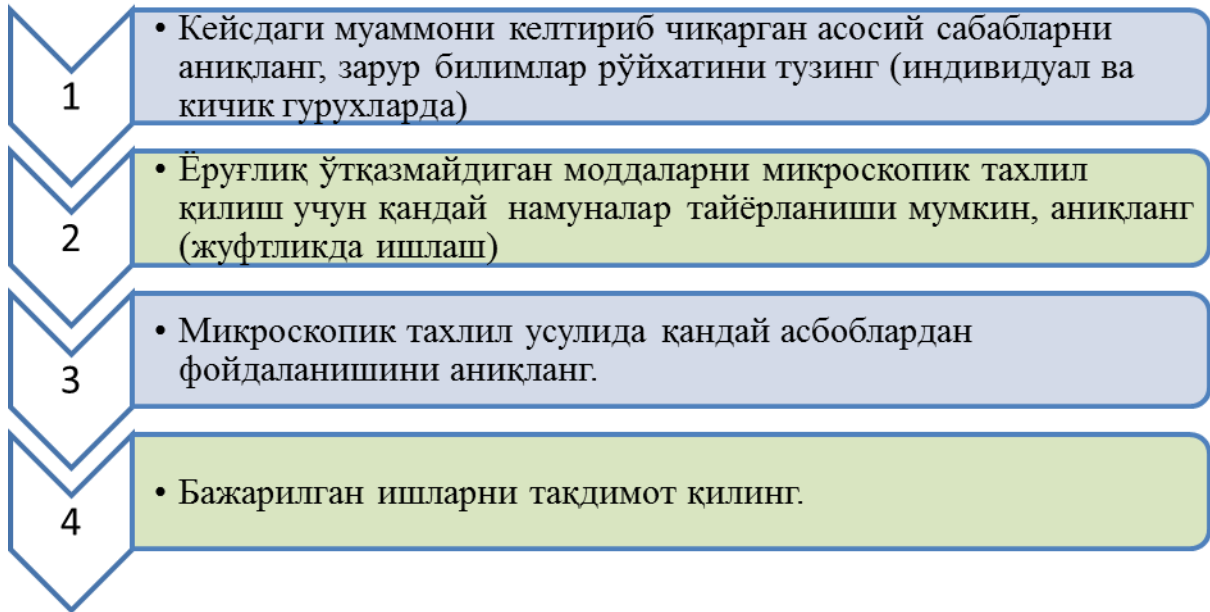 1
• Кейсдаги муаммони келтириб чиқарган асосий сабабларни
аниқланг, зарур билимлар рўйхатини тузинг (индивидуал ва
кичик гурухларда)
2
• Ёруғлиқ ўтқазмайдиган моддаларни микроскопик тахлил
қилиш учун қандай намуналар тайёрланиши мумкин, аниқланг
(жуфтликда ишлаш)
3
• Микроскопик тахлил усулида қандай асбоблардан
фойдаланишини аниқланг.
4
• Бажарилган ишларни тақдимот қилинг.